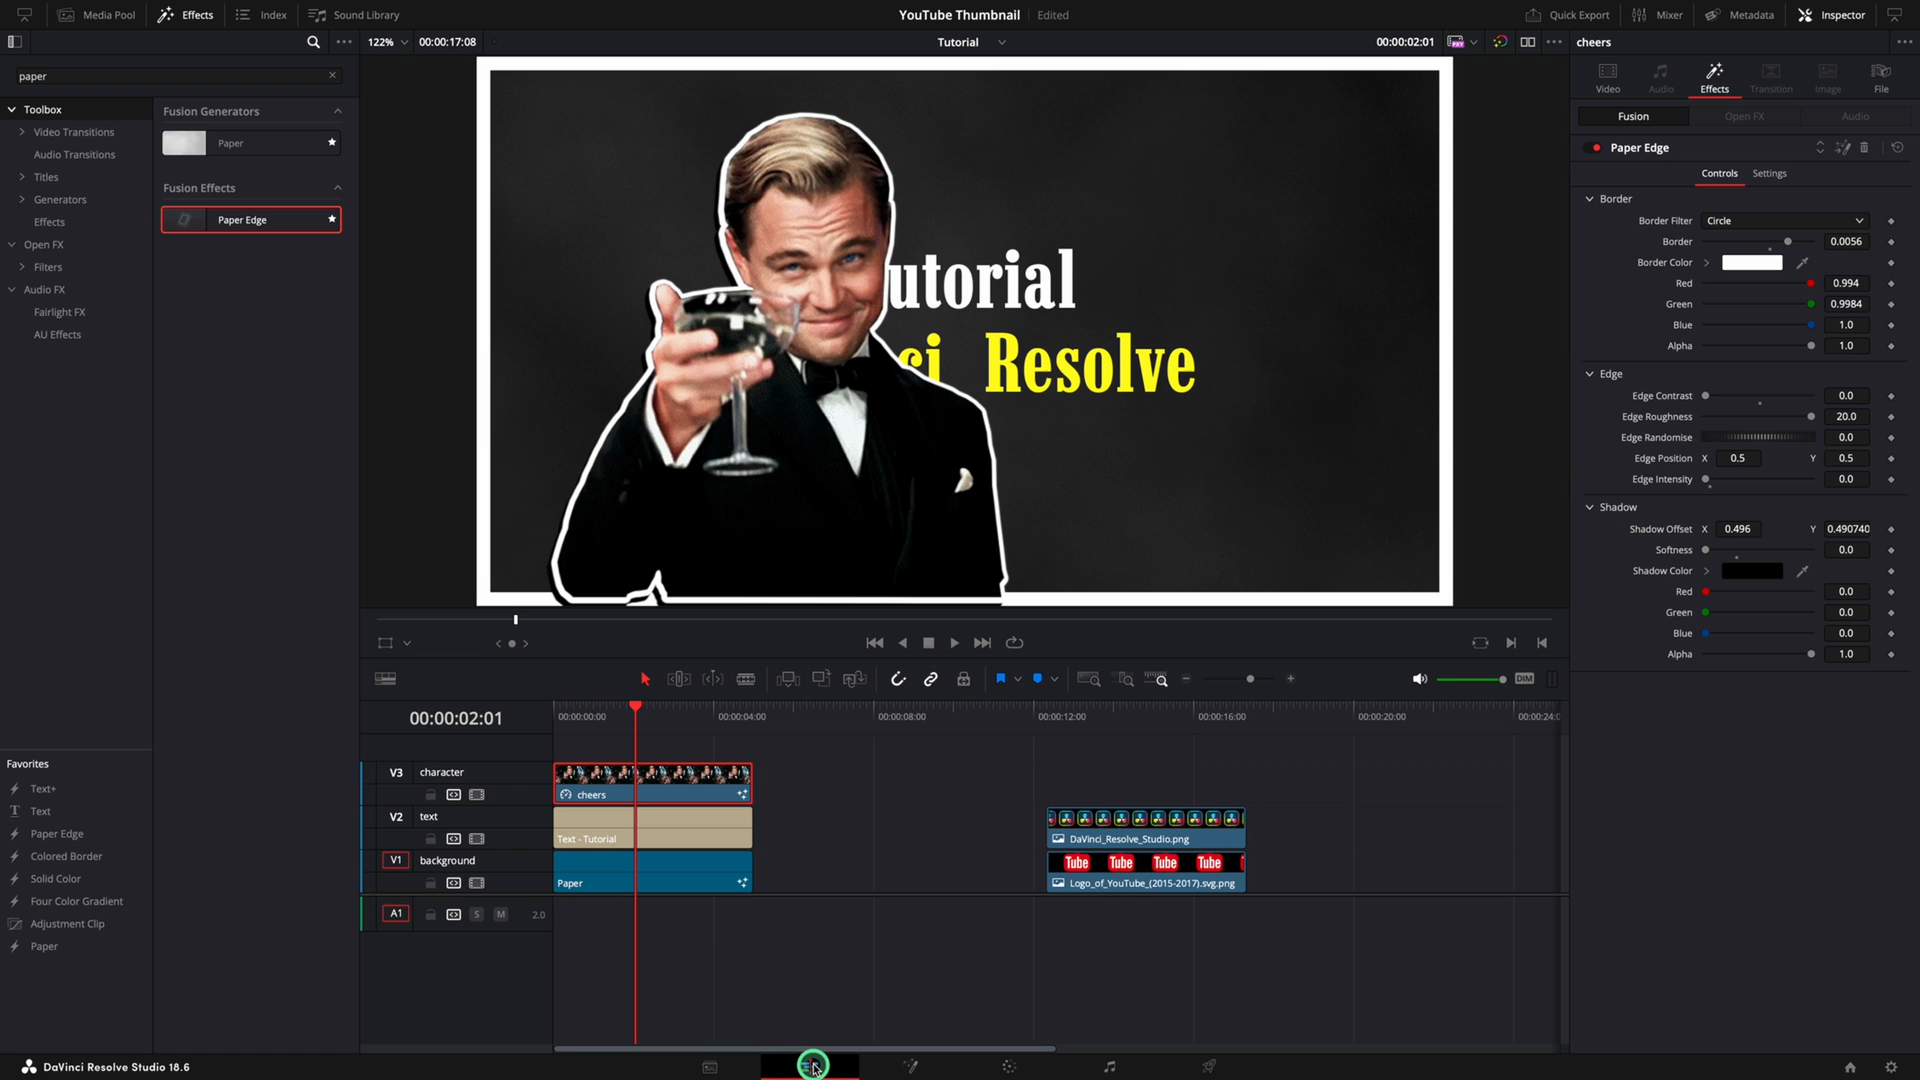 Media Pool
Effects
Index
Sound Library
YouTube Thumbnail
Edited
Quick Export
Mixer
Metadata
Inspector
122%
00:00:17:08
Tutorial
00:00:02:01
cheers
paper
Toolbox
Video Transitions
Audio Transitions
Titles
Generators
Effects
Open FX
Filters
Audio FX
Fairlight FX
AU Effects
Fusion Generators
Paper
Fusion Effects
Paper Edge
utorial
ci Resolve
Video
Audio
Effects
Transition
Image
File
Fusion
Open FX
Audio
Paper Edge
Controls
Settings
Border
Border Filter Circle
Border 0.0056
Border Color
Red 0.994
Green 0.9984
Blue 1.0
Alpha 1.0
Edge
Edge Contrast 0.0
Edge Roughness 20.0
Edge Randomise 0.0
Edge Position X 0.5 Y 0.5
Edge Intensity 0.0
Shadow
Shadow Offset X 0.496 Y 0.490740
Softness 0.0
Shadow Color
Red 0.0
Green 0.0
Blue 0.0
Alpha 1.0
DIM
00:00:02:01
00:00:00:00
00:00:04:00
00:00:08:00
00:00:12:00
00:00:16:00
00:00:20:00
00:00:24:0
V3 character
cheers
V2 text
Text - Tutorial
DaVinci_Resolve_Studio.png
V1 background
Paper
Tube Tube Tube Tube
Logo_of_YouTube_(2015-2017).svg.png
A1 S M 2.0
Favorites
Text+
Text
Paper Edge
Colored Border
Solid Color
Four Color Gradient
Adjustment Clip
Paper
DaVinci Resolve Studio 18.6